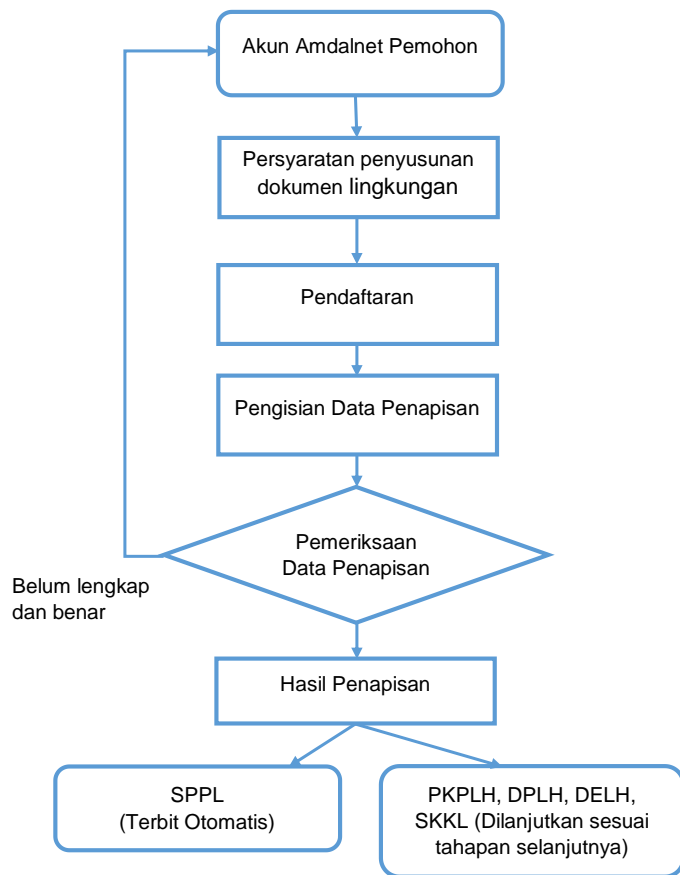 Akun Amdalnet Pemohon
Persyaratan penyusunan
dokumen lingkungan
Pendaftaran
Pengisian Data Penapisan
Pemeriksaan
Data Penapisan
Belum lengkap
dan benar
Hasil Penapisan
SPPL
(Terbit Otomatis)
PKPLH, DPLH, DELH,
SKKL (Dilanjutkan sesuai
tahapan selanjutnya)